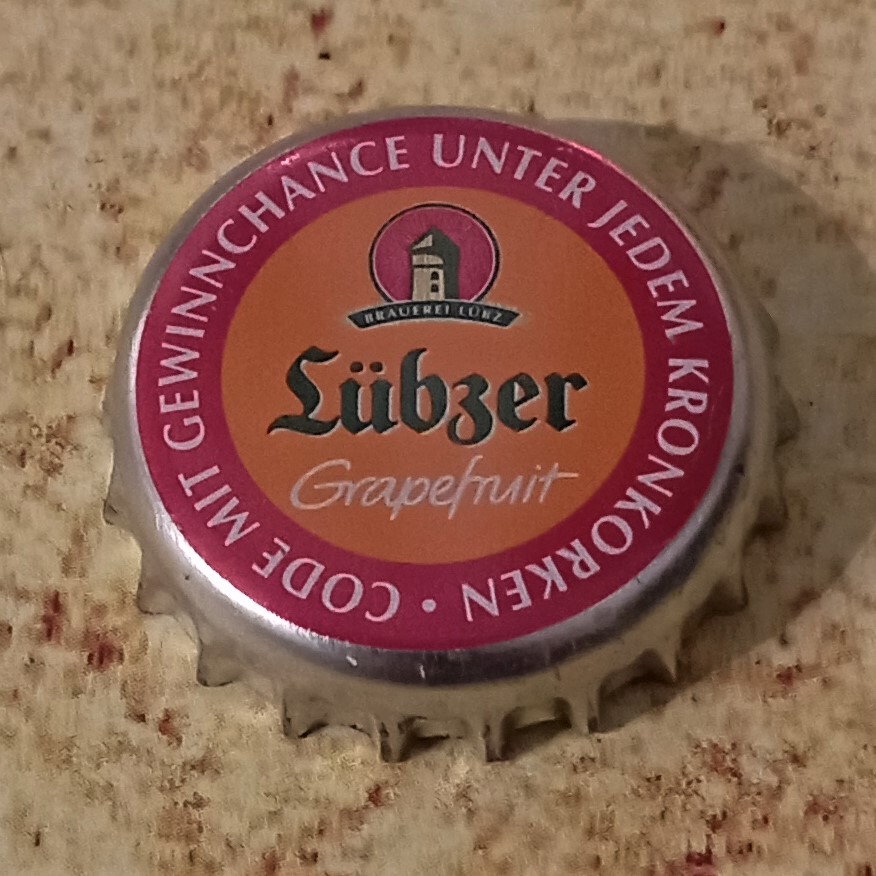 CODE MIT GEWINNCHANCE UNTER JEDEM KRONKORKEN •
BRAUEREI LÜBZ
Lübzer
Grapefruit